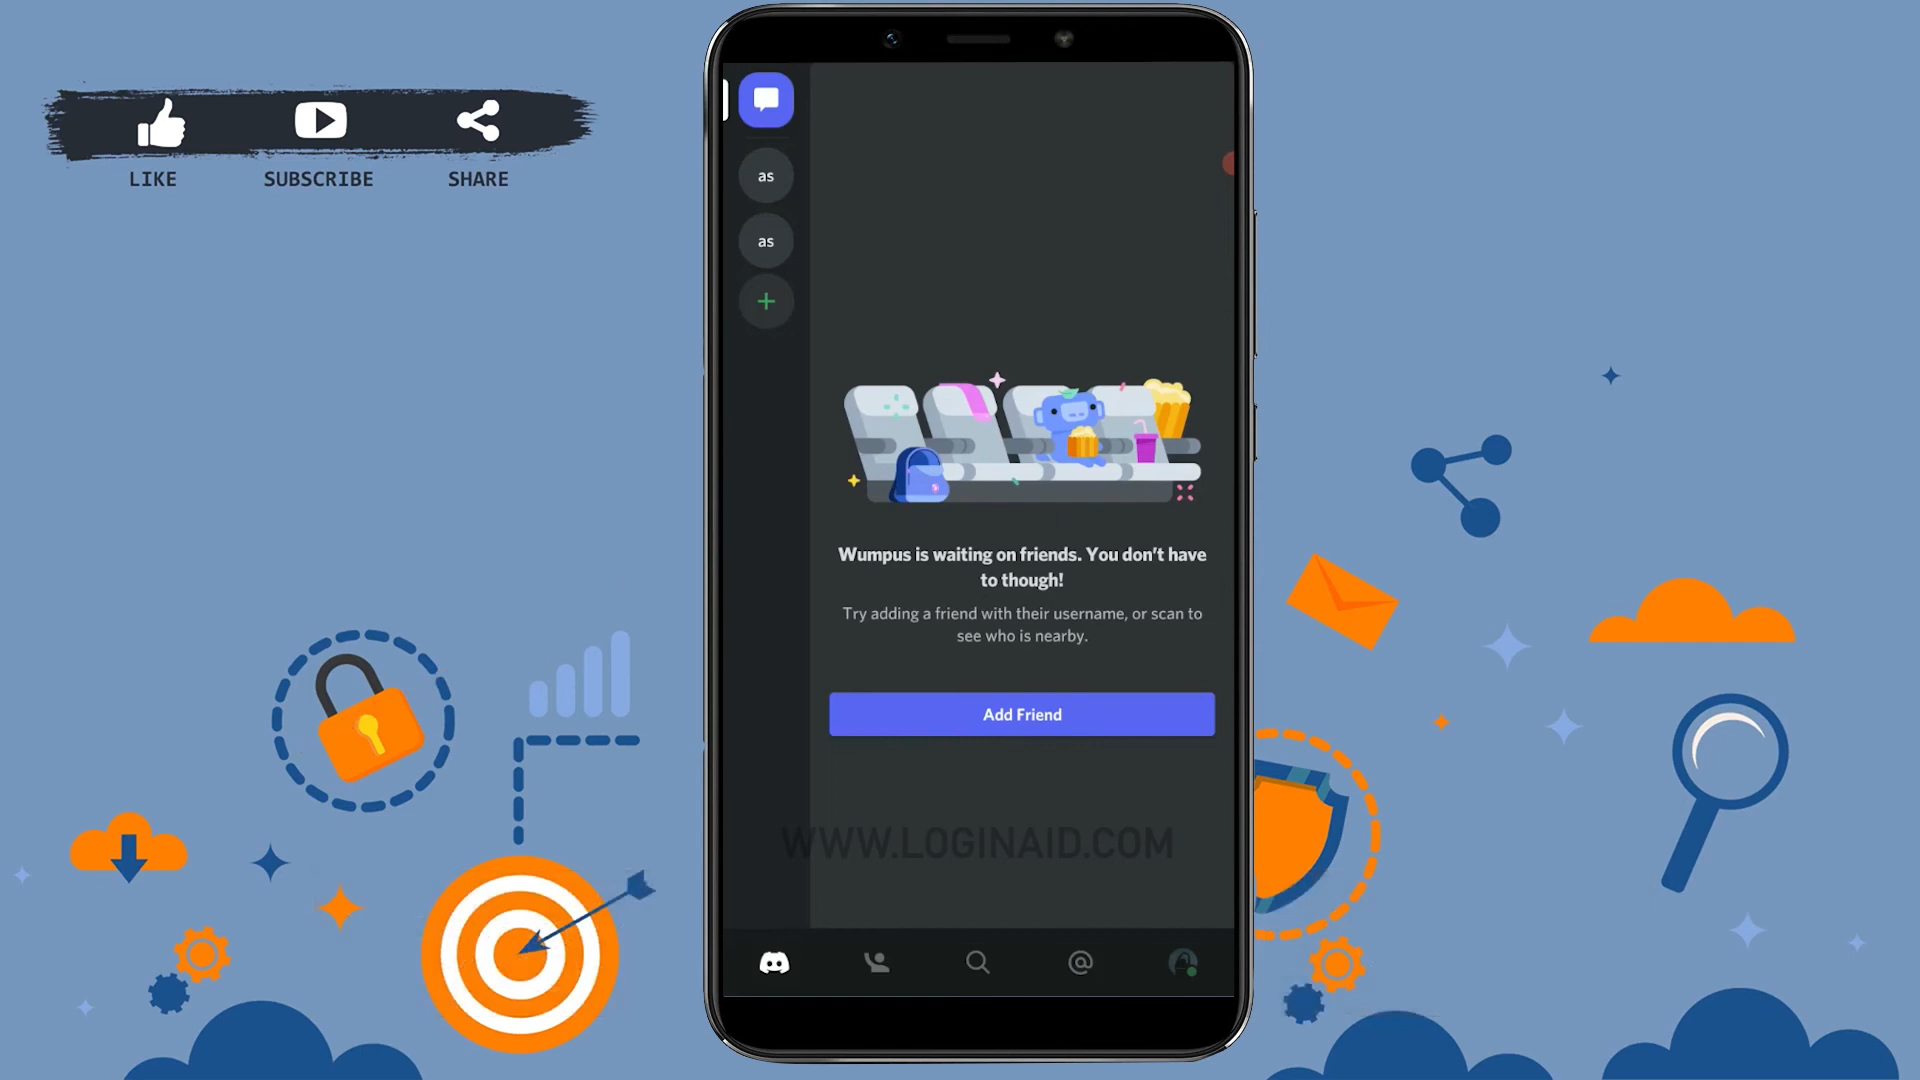 LIKE
SUBSCRIBE
SHARE
as
as
Wumpus is waiting on friends. You don't have
to though!
Try adding a friend with their username, or scan to
see who is nearby.
Add Friend
WWW.LOGINAID.COM